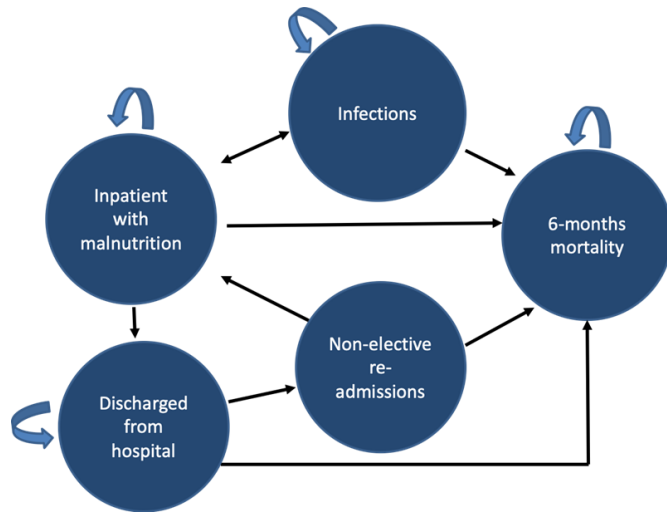 Infections
Inpatient
with
malnutrition
6-months
mortality
Non-elective
re-
admissions
Discharged
from
hospital